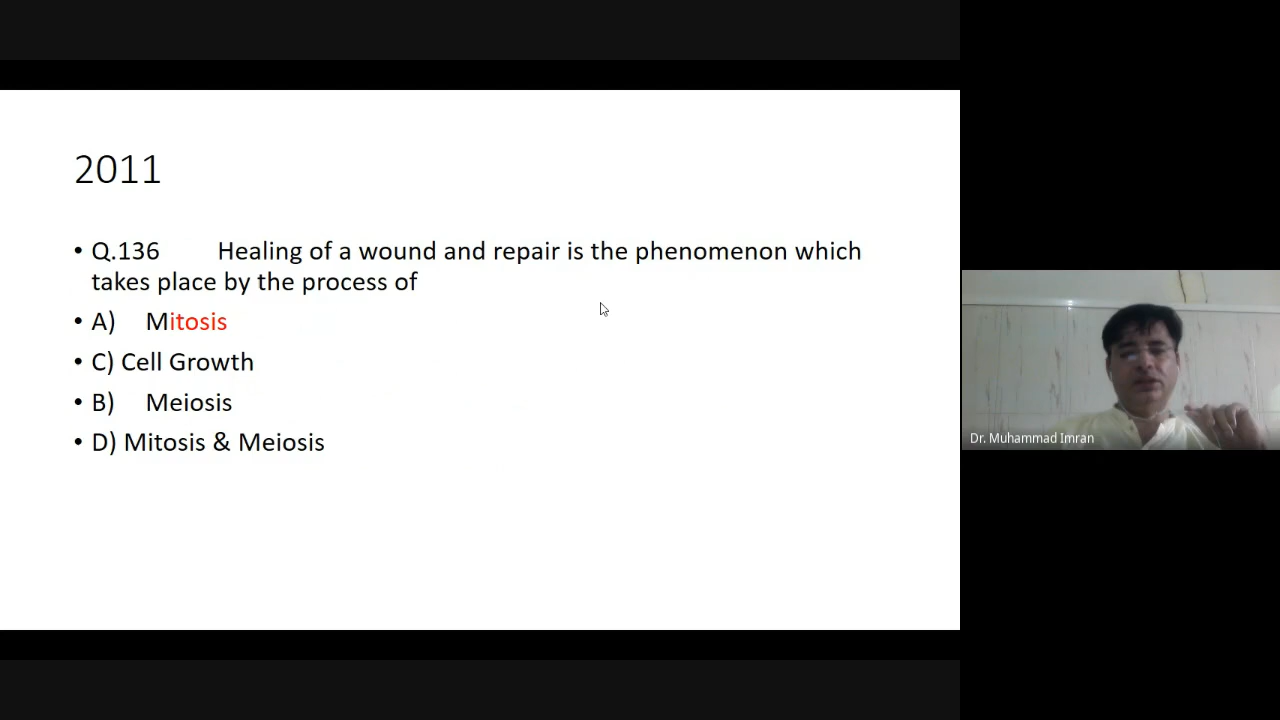 2011
• Q.136 Healing of a wound and repair is the phenomenon which
takes place by the process of
• A) Mitosis
• C) Cell Growth
• B) Meiosis
• D) Mitosis & Meiosis
Dr. Muhammad Imran